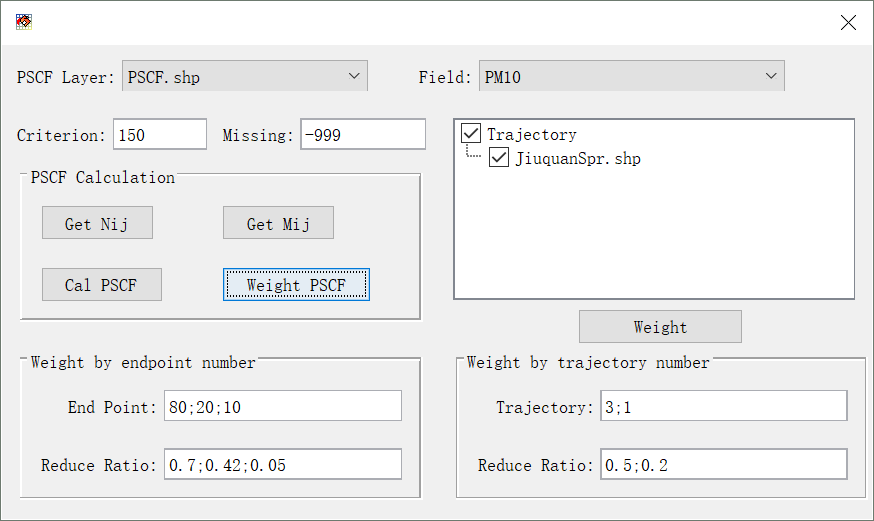 PSCF Layer: PSCF.shp Field: PM10
Criterion: 150 Missing: -999
Trajectory
JiuquanSpr.shp
PSCF Calculation
Get Nij Get Mij
Cal PSCF Weight PSCF
Weight
Weight by endpoint number
End Point: 80;20;10
Reduce Ratio: 0.7;0.42;0.05
Weight by trajectory number
Trajectory: 3;1
Reduce Ratio: 0.5;0.2